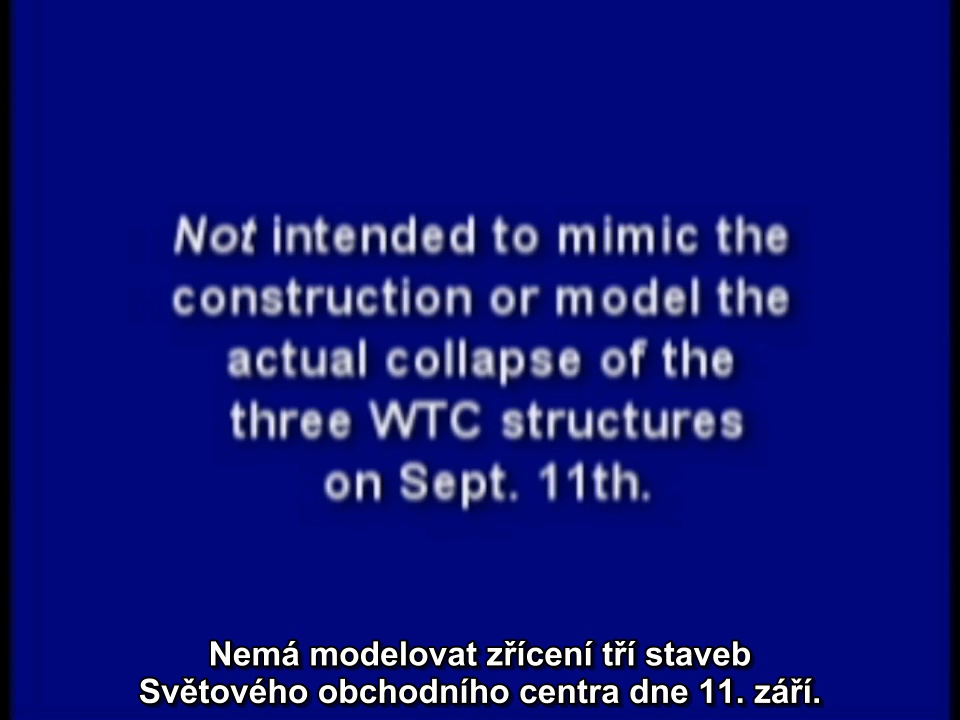 Not intended to mimic the
construction or model the
actual collapse of the
three WTC structures
on Sept. 11th.
Nemá modelovat zřícení tří staveb
Světového obchodního centra dne 11. září.